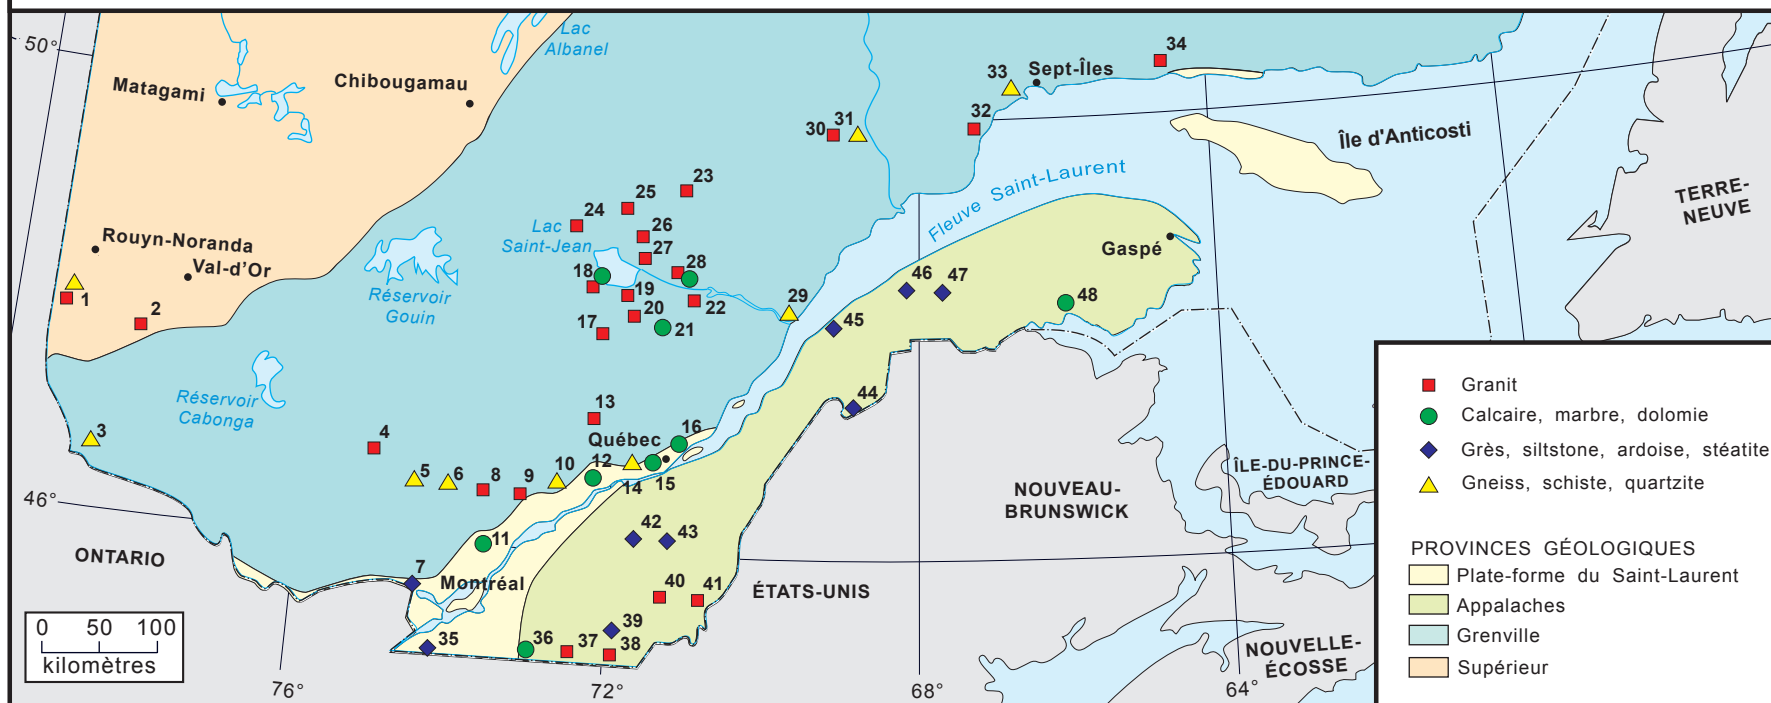 50°
Lac
Albanel
Matagami
Chibougamau
34
33
Sept-Îles
32
30
31
Île d'Anticosti
Fleuve Saint-Laurent
TERRE-
NEUVE
23
25
24
26
Lac
Saint-Jean
27
28
18
19
20
22
17
21
29
Rouyn-Noranda
Val-d'Or
Réservoir
Gouin
1
2
Gaspé
46
47
48
45
44
Réservoir
Cabonga
3
4
13
16
Québec
5
6
8
9
10
12
14
15
46°
ONTARIO
7
11
Montréal
42
43
40
41
ÉTATS-UNIS
NOUVEAU-
BRUNSWICK
ÎLE-DU-PRINCE-
ÉDOUARD
NOUVELLE-
ÉCOSSE
35
36
37
38
39
0 50 100
kilomètres
76°
72°
68°
64°
Granit
Calcaire, marbre, dolomie
Grès, siltstone, ardoise, stéatite
Gneiss, schiste, quartzite
PROVINCES GÉOLOGIQUES
Plate-forme du Saint-Laurent
Appalaches
Grenville
Supérieur